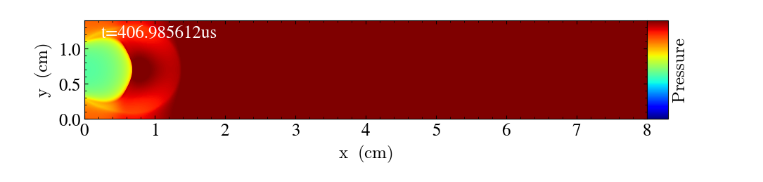 t=406.985612us
y (cm)
1.0
0.5
0.0
0 1 2 3 4 5 6 7 8
x (cm)
Pressure